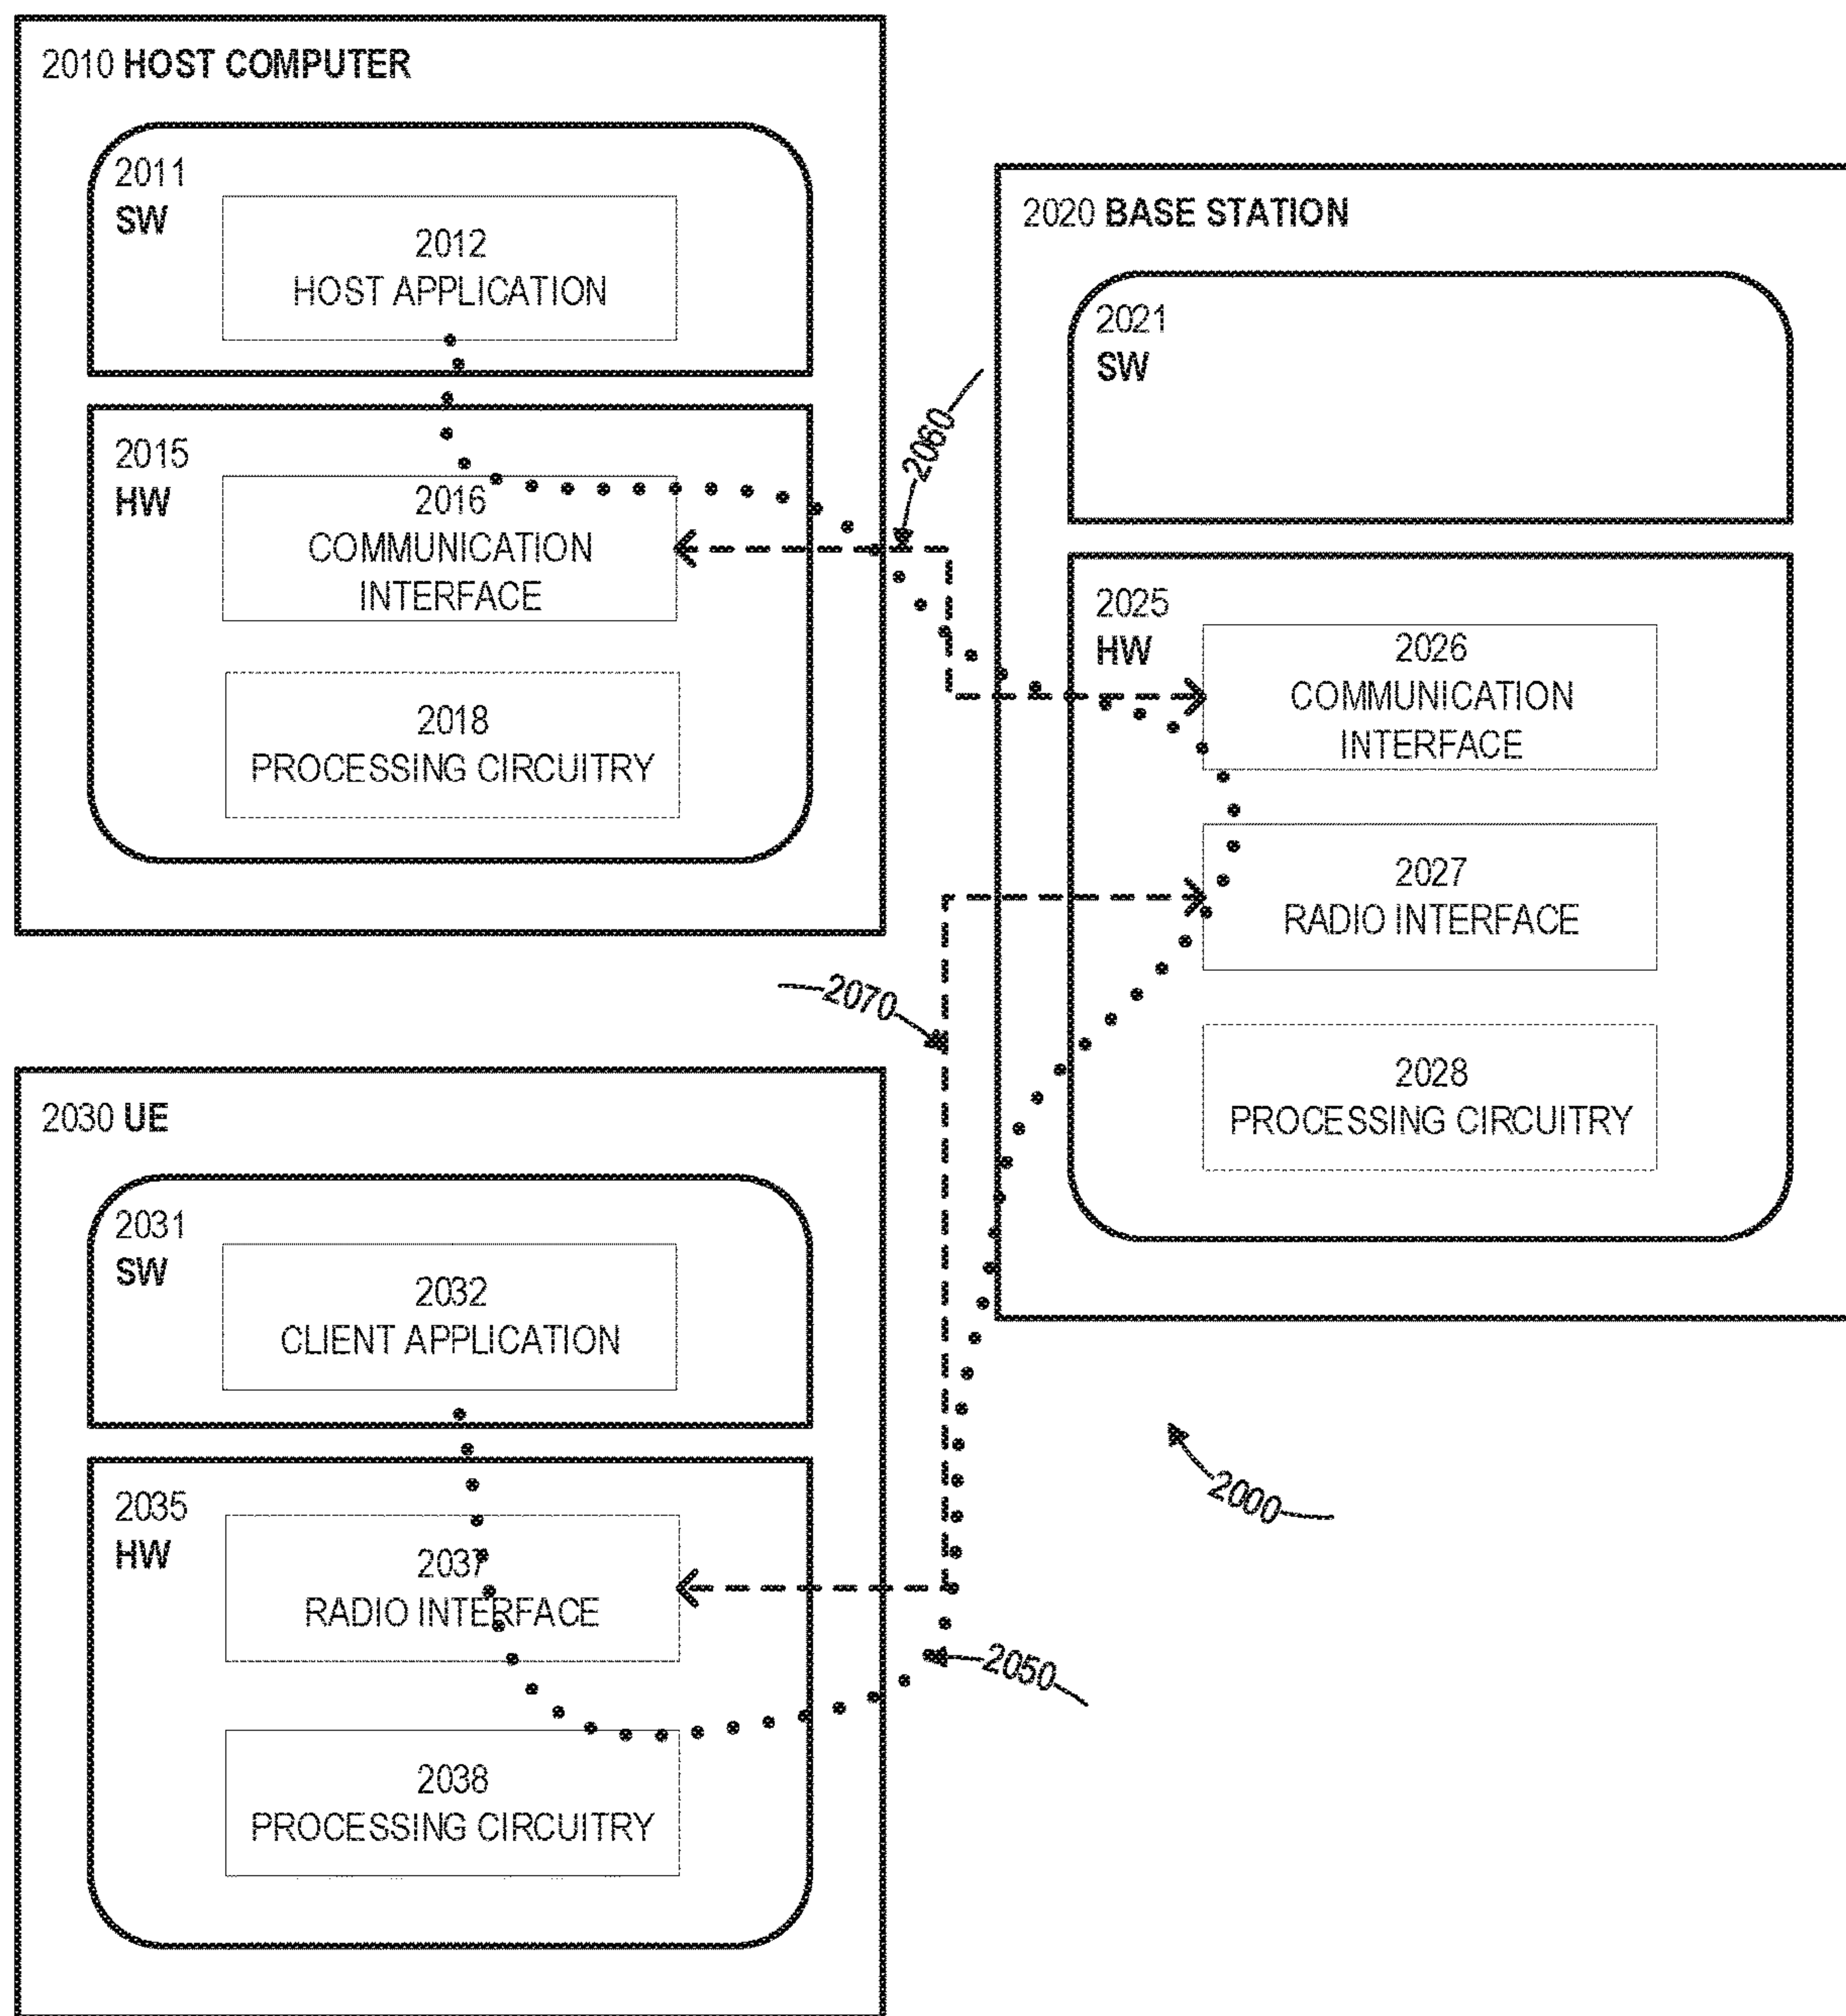 2010 HOST COMPUTER
2011
SW
2012
HOST APPLICATION
2015
HW
2016
COMMUNICATION
INTERFACE
2018
PROCESSING CIRCUITRY
2060
2020 BASE STATION
2021
SW
2025
HW
2026
COMMUNICATION
INTERFACE
2027
RADIO INTERFACE
2028
PROCESSING CIRCUITRY
2070
2030 UE
2031
SW
2032
CLIENT APPLICATION
2035
HW
2037
RADIO INTERFACE
2038
PROCESSING CIRCUITRY
2050
2000